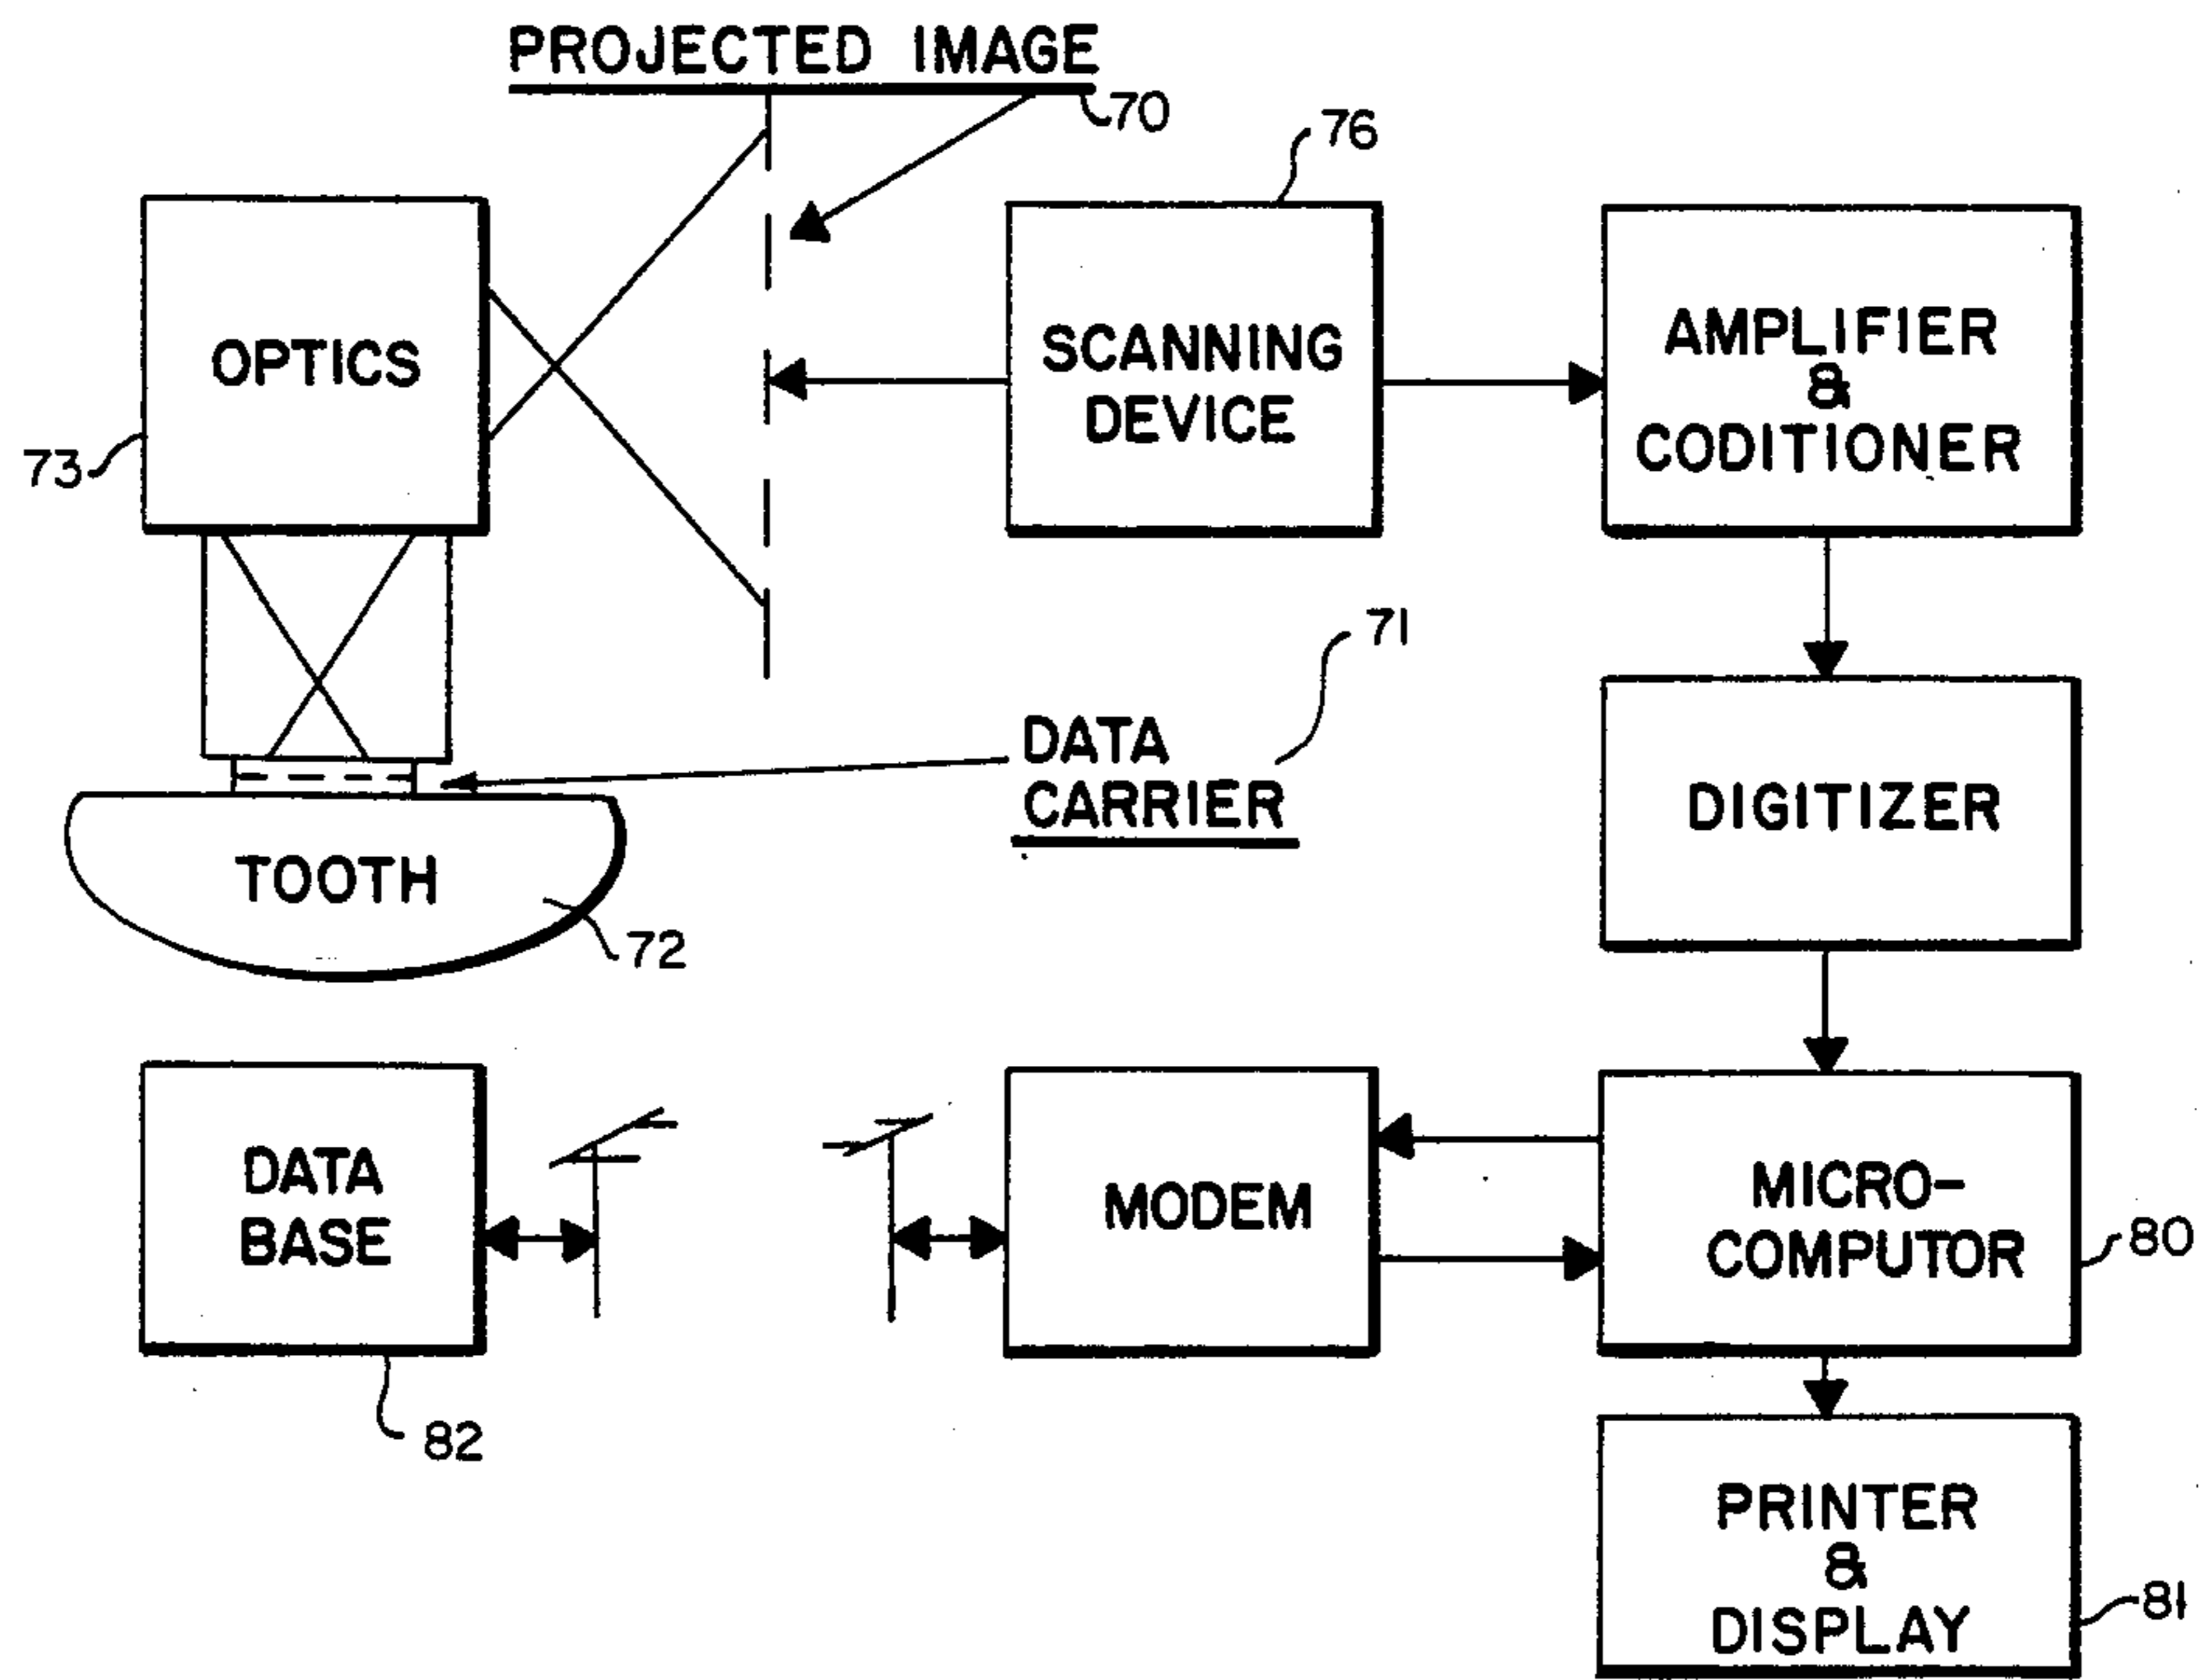 PROJECTED IMAGE
70
76
OPTICS
73
SCANNING
DEVICE
AMPLIFIER
&
CODITIONER
71
DATA
CARRIER
TOOTH
72
DIGITIZER
DATA
BASE
82
MODEM
MICRO-
COMPUTOR
80
PRINTER
&
DISPLAY
81